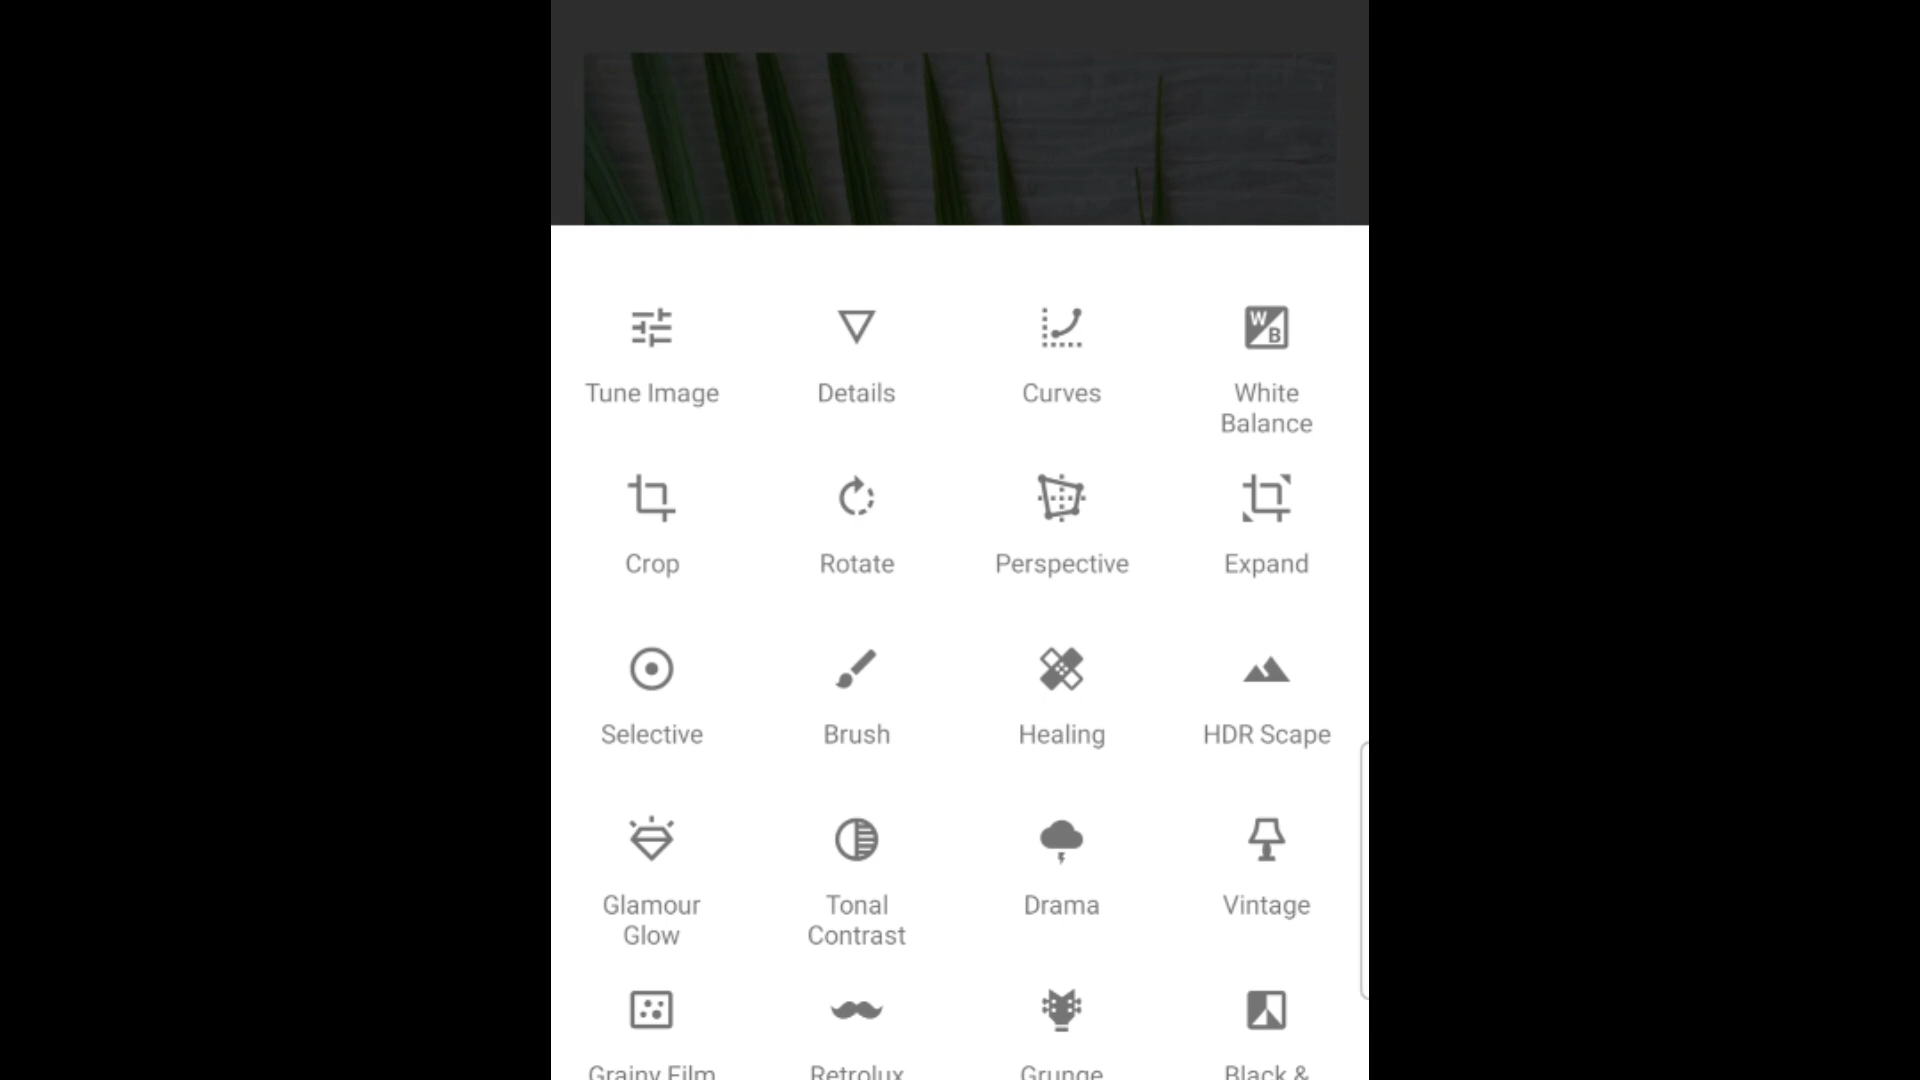 Tune Image
Details
Curves
W
B
White
Balance
Crop
Rotate
Perspective
Expand
Selective
Brush
Healing
HDR Scape
Glamour
Glow
Tonal
Contrast
Drama
Vintage
Grainy Film
Retrolux
Grunge
Black &